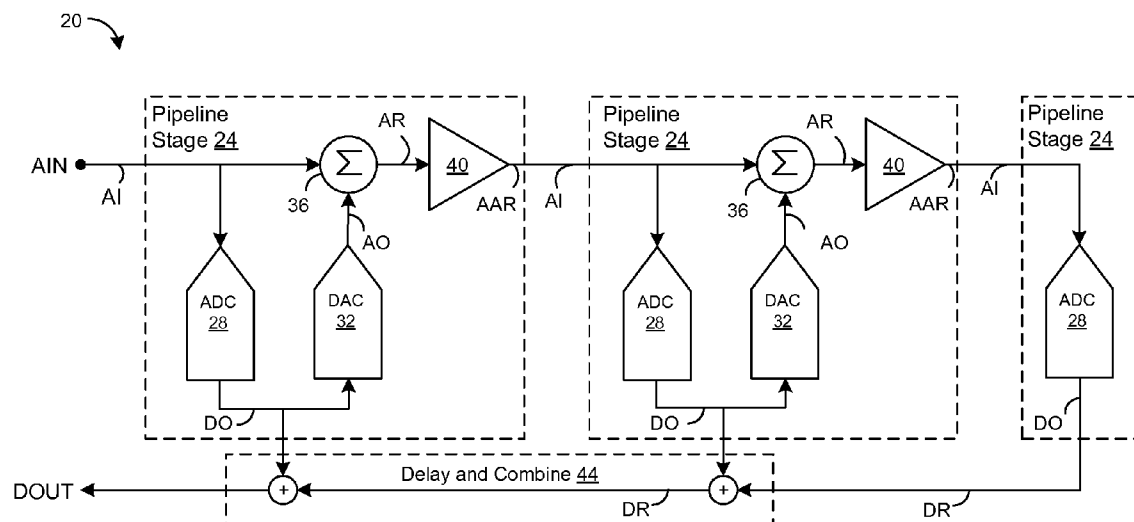 20
Pipeline
Stage 24
Pipeline
Stage 24
Pipeline
Stage 24
AIN
AI
36
Σ
AR
40
AAR
AI
36
Σ
AR
40
AAR
AI
AO
AO
ADC
28
DAC
32
ADC
28
DAC
32
ADC
28
DO
DO
DO
Delay and Combine 44
DOUT
+
DR
+
DR